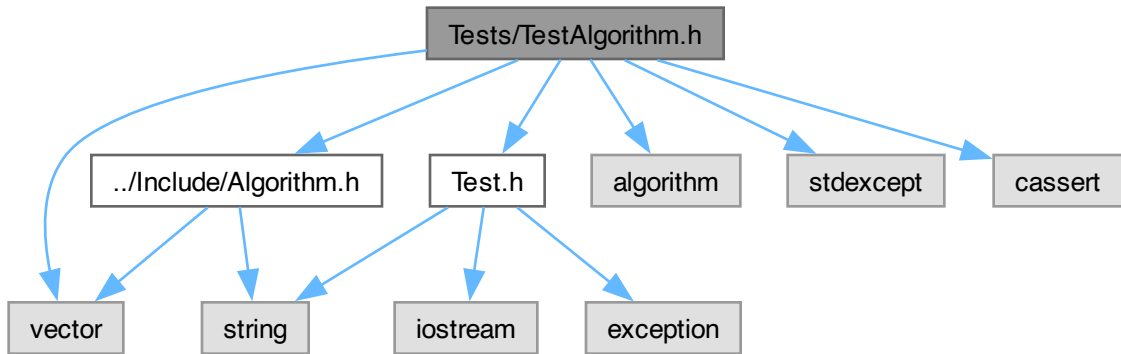 Tests/TestAlgorithm.h
../Include/Algorithm.h
Test.h
algorithm
stdexcept
cassert
vector
string
iostream
exception